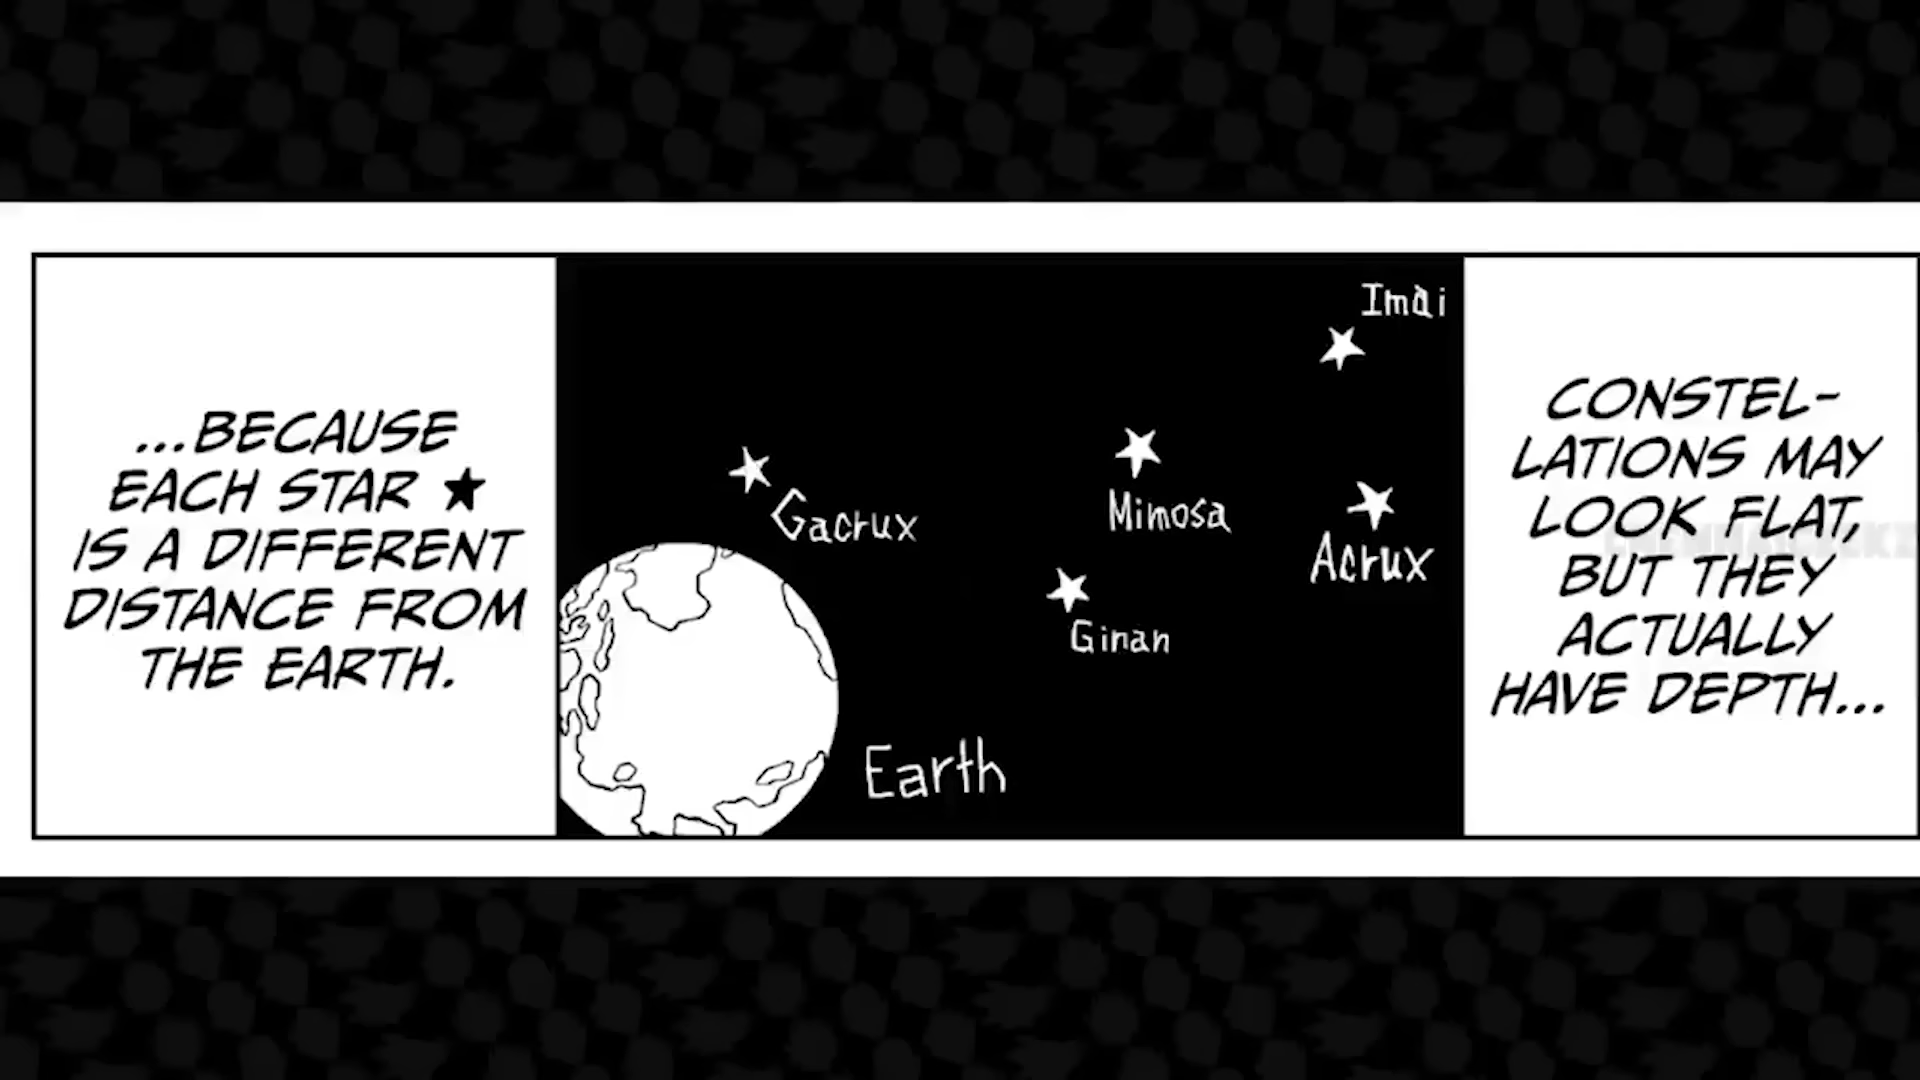 CONSTEL-
LATIONS MAY
LOOK FLAT,
BUT THEY
ACTUALLY
HAVE DEPTH...
Imai
Mimosa
Acrux
Gacrux
Ginan
Earth
...BECAUSE
EACH STAR ★
IS A DIFFERENT
DISTANCE FROM
THE EARTH.